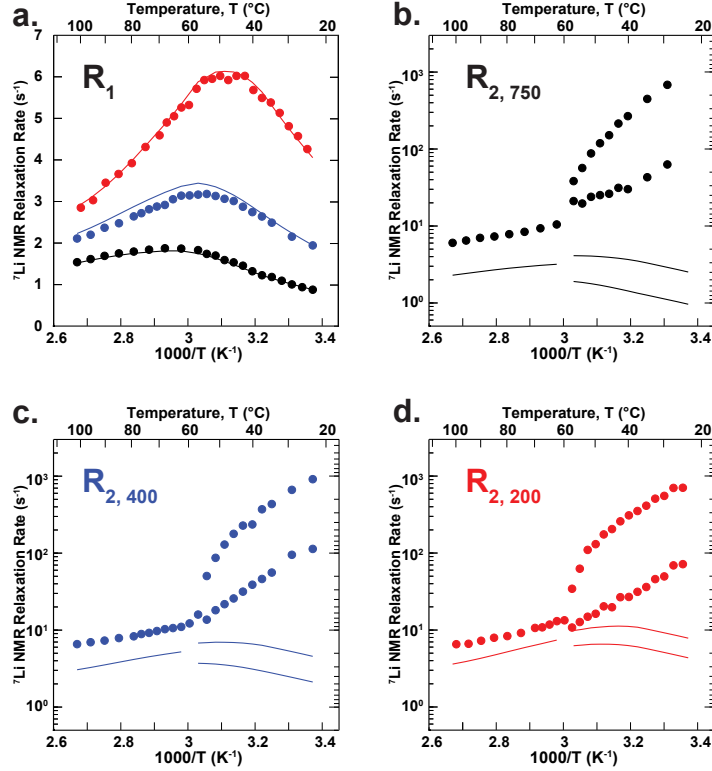 a.
Temperature, T (°C)
100 80 60 40 20
R1
7Li NMR Relaxation Rate (s-1)
7
6
5
4
3
2
1
0
2.6 2.8 3.0 3.2 3.4
1000/T (K-1)
b.
Temperature, T (°C)
100 80 60 40 20
R2, 750
7Li NMR Relaxation Rate (s-1)
10³
10²
10¹
10⁰
2.6 2.8 3.0 3.2 3.4
1000/T (K-1)
c.
Temperature, T (°C)
100 80 60 40 20
R2, 400
7Li NMR Relaxation Rate (s-1)
10³
10²
10¹
10⁰
2.6 2.8 3.0 3.2 3.4
1000/T (K-1)
d.
Temperature, T (°C)
100 80 60 40 20
R2, 200
7Li NMR Relaxation Rate (s-1)
10³
10²
10¹
10⁰
2.6 2.8 3.0 3.2 3.4
1000/T (K-1)